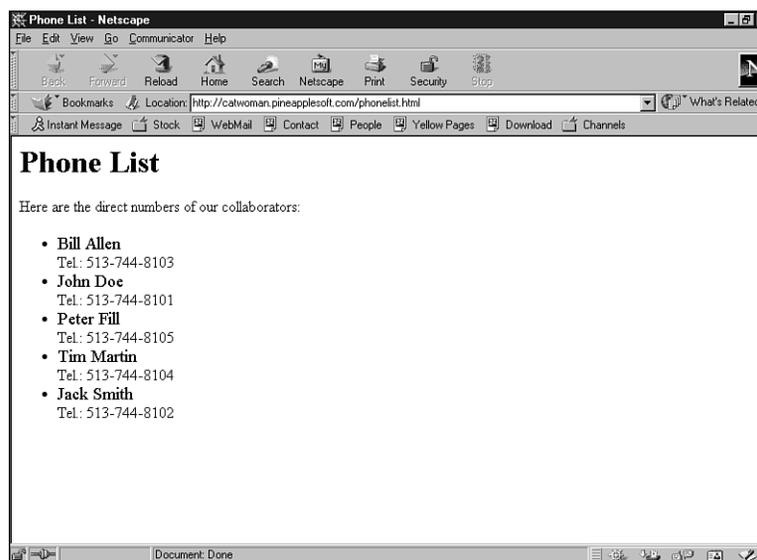 Phone List - Netscape
File Edit View Go Communicator Help
Back Forward Reload Home Search Netscape Print Security Stop
Bookmarks Location: http://catwoman.pineapplesoft.com/phonelist.html What's Related
Instant Message Stock WebMail Contact People Yellow Pages Download Channels
Phone List
Here are the direct numbers of our collaborators:
• Bill Allen
Tel.: 513-744-8103
• John Doe
Tel.: 513-744-8101
• Peter Fill
Tel.: 513-744-8105
• Tim Martin
Tel.: 513-744-8104
• Jack Smith
Tel.: 513-744-8102
Document: Done